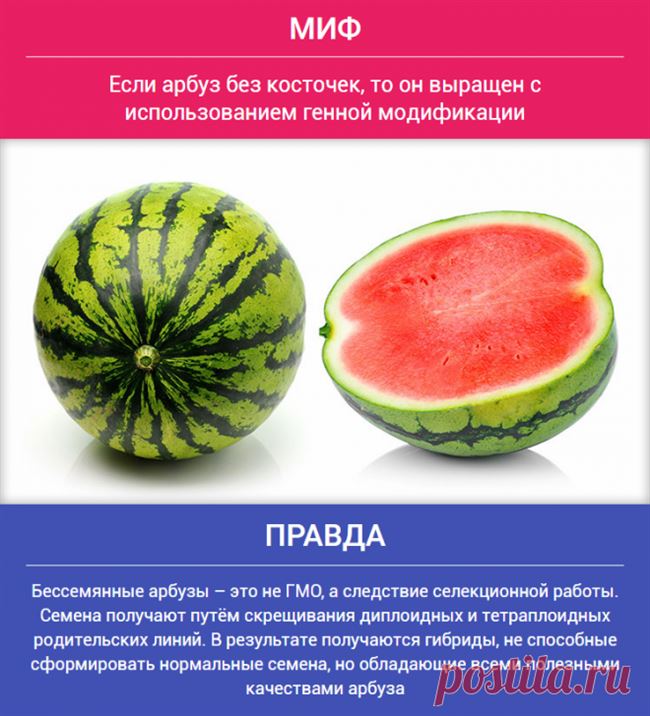 МИФ
Если арбуз без косточек, то он выращен с
использованием генной модификации
ПРАВДА
Бессемянные арбузы – это не ГМО, а следствие селекционной работы.
Семена получают путём скрещивания диплоидных и тетраплоидных
родительских линий. В результате получаются гибриды, не способные
сформировать нормальные семена, но обладающие всеми полезными
качествами арбуза
postila.ru